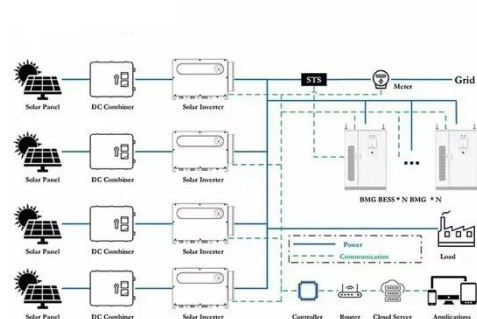 STS
Meter
Grid
Solar Panel
DC Combiner
Solar Inverter
Solar Panel
DC Combiner
Solar Inverter
BMG BESS * N BMG * N
Solar Panel
DC Combiner
Solar Inverter
Power
Communication
Load
Solar Panel
DC Combiner
Solar Inverter
Controller
Router
Cloud Server
Applications